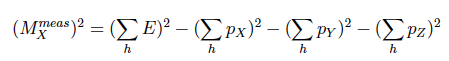 $(M_X^{meas})^2 = (\sum_h E)^2 - (\sum_h p_X)^2 - (\sum_h p_Y)^2 - (\sum_h p_Z)^2$